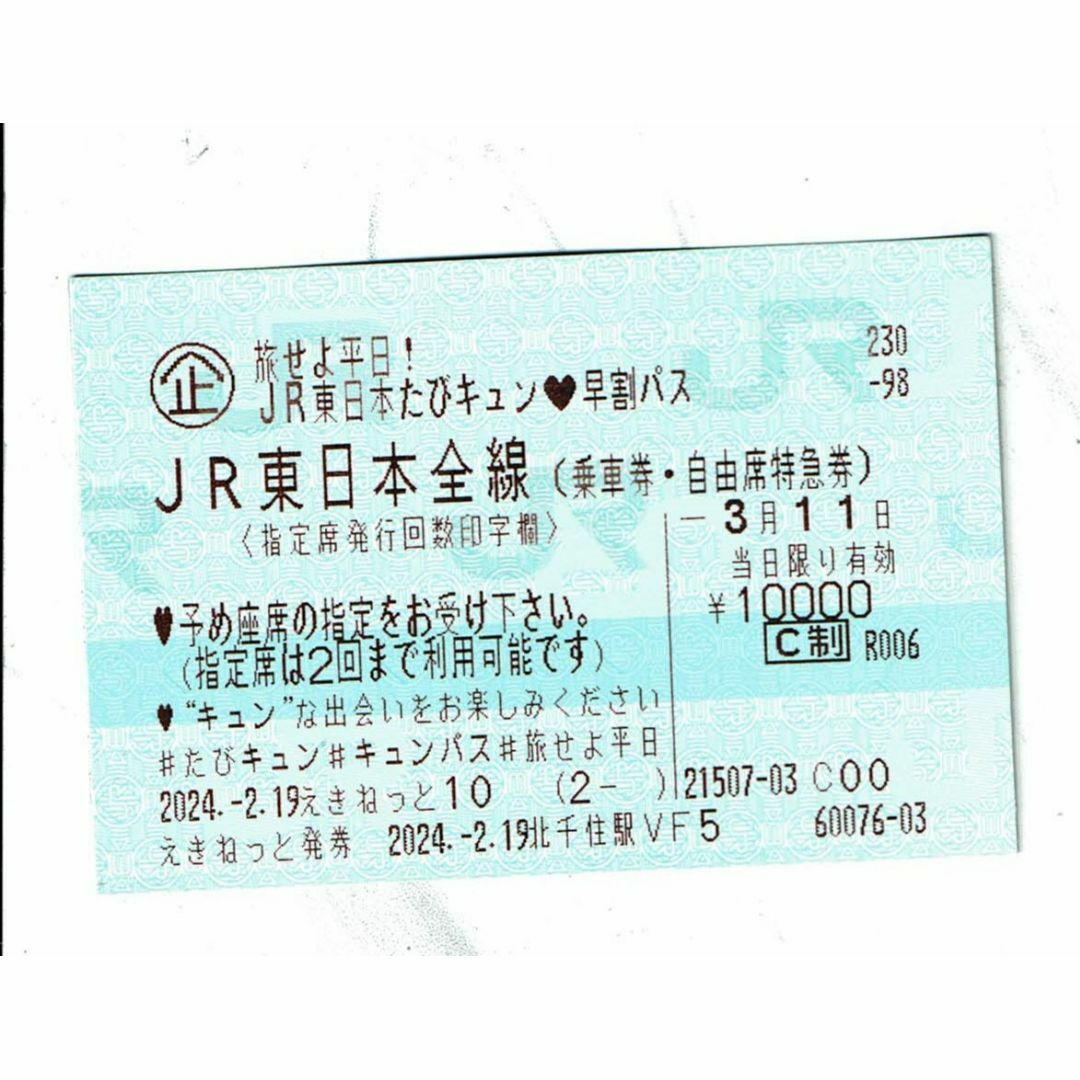 企 旅せよ平日！
JR東日本たびキュン♥早割パス
230
-98
JR東日本全線（乗車券・自由席特急券）
〈指定席発行回数印字欄〉
-3月11日
当日限り有効
¥10000
C制 R006
♥予め座席の指定をお受け下さい。
（指定席は2回まで利用可能です）
♥“キュン”な出会いをお楽しみください
#たびキュン#キュンパス#旅せよ平日
2024.-2.19えきねっと10 （2- ） 21507-03 C00
えきねっと発券 2024.-2.19北千住駅VF5 60076-03